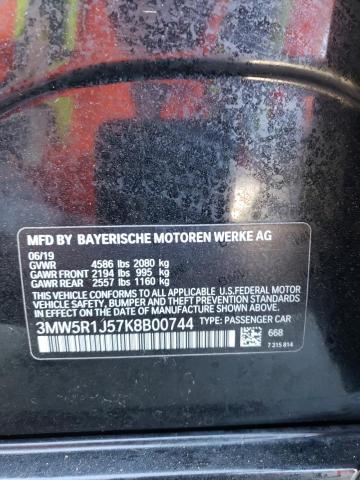 MFD BY BAYERISCHE MOTOREN WERKE AG
06/19
GVWR 4586 lbs 2080 kg
GAWR FRONT 2194 lbs 995 kg
GAWR REAR 2557 lbs 1160 kg
THIS VEHICLE CONFORMS TO ALL APPLICABLE U.S.FEDERAL MOTOR
VEHICLE SAFETY, BUMPER, AND THEFT PREVENTION STANDARDS IN
EFFECT ON THE DATE OF MANUFACTURE SHOWN ABOVE.
3MW5R1J57K8B00744 TYPE: PASSENGER CAR
668
7 315 814